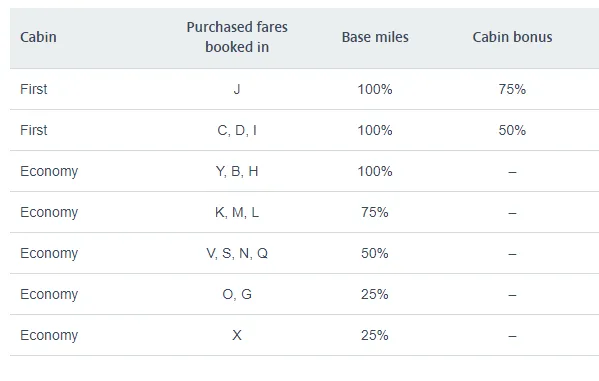 Cabin Purchased fares booked in Base miles Cabin bonus
First J 100% 75%
First C, D, I 100% 50%
Economy Y, B, H 100% –
Economy K, M, L 75% –
Economy V, S, N, Q 50% –
Economy O, G 25% –
Economy X 25% –